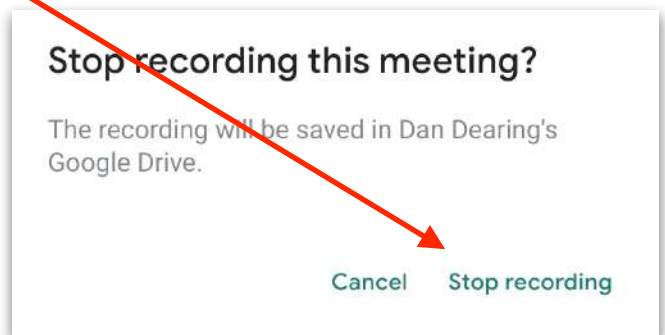 Stop recording this meeting?
The recording will be saved in Dan Dearing's
Google Drive.
Cancel Stop recording